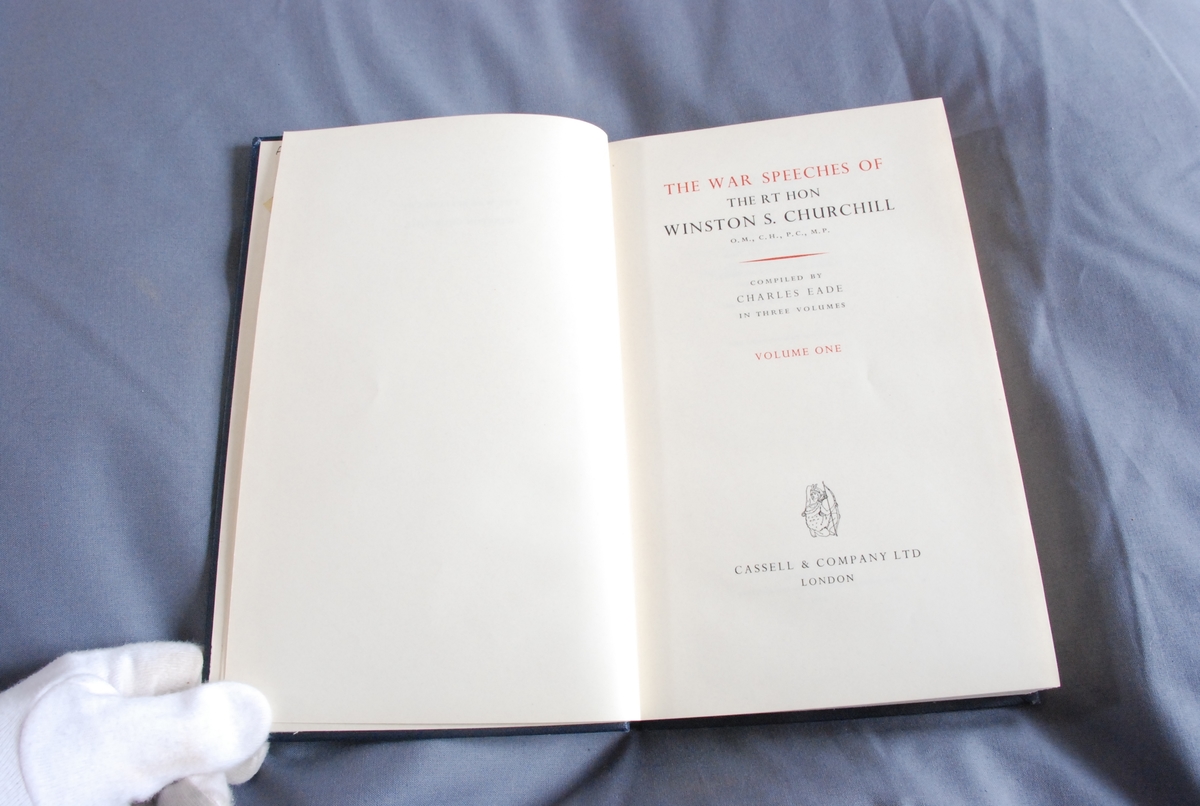 THE WAR SPEECHES OF
THE RT HON
WINSTON S. CHURCHILL
O.M., C.H., P.C., M.P.
COMPILED BY
CHARLES EADE
IN THREE VOLUMES
VOLUME ONE
CASSELL & COMPANY LTD
LONDON